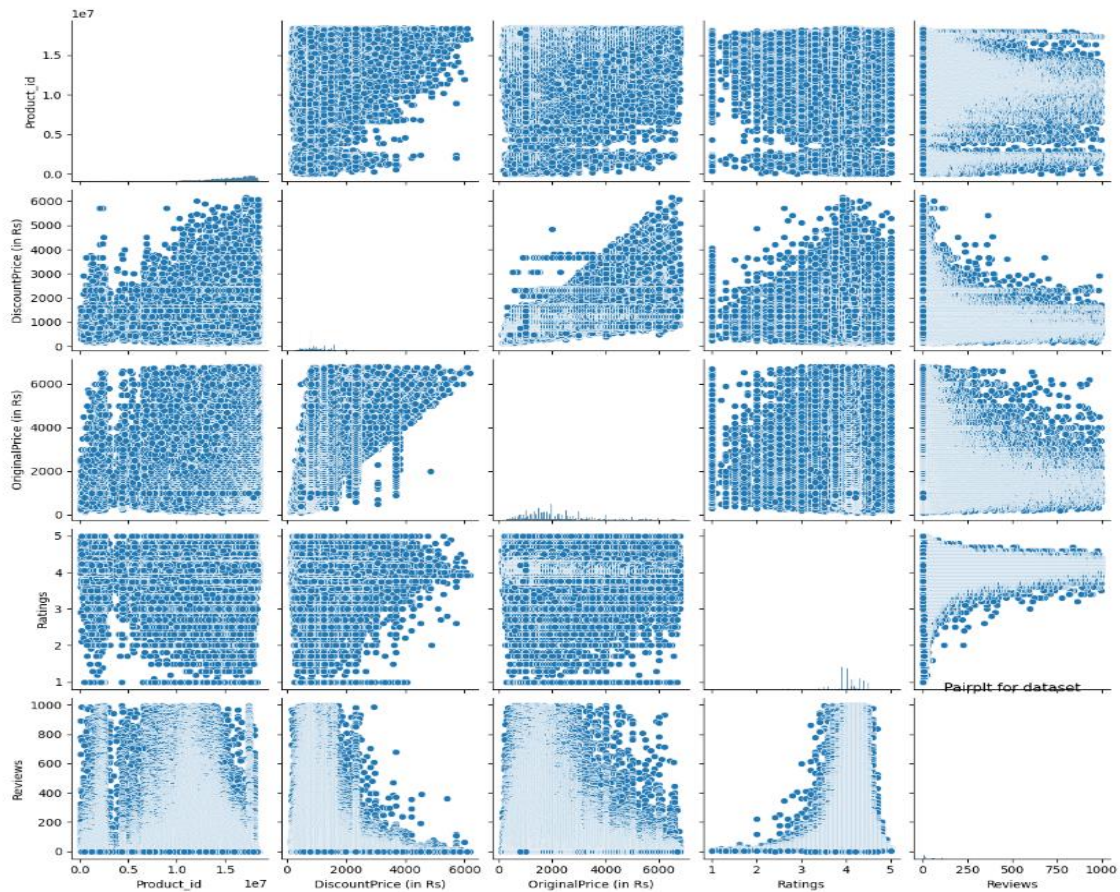 1e7
1.5
1.0
0.5
0.0
Product_id
6000
5000
4000
3000
2000
1000
0
DiscountPrice (in Rs)
6000
4000
2000
0
OriginalPrice (in Rs)
5
4
3
2
1
Ratings
Pairplt for dataset
1000
800
600
400
200
0
Reviews
0.0 0.5 1.0 1.5 0 2000 4000 6000 0 2000 4000 6000 1 2 3 4 5 0 250 500 750 1000
1e7
Product_id DiscountPrice (in Rs) OriginalPrice (in Rs) Ratings Reviews